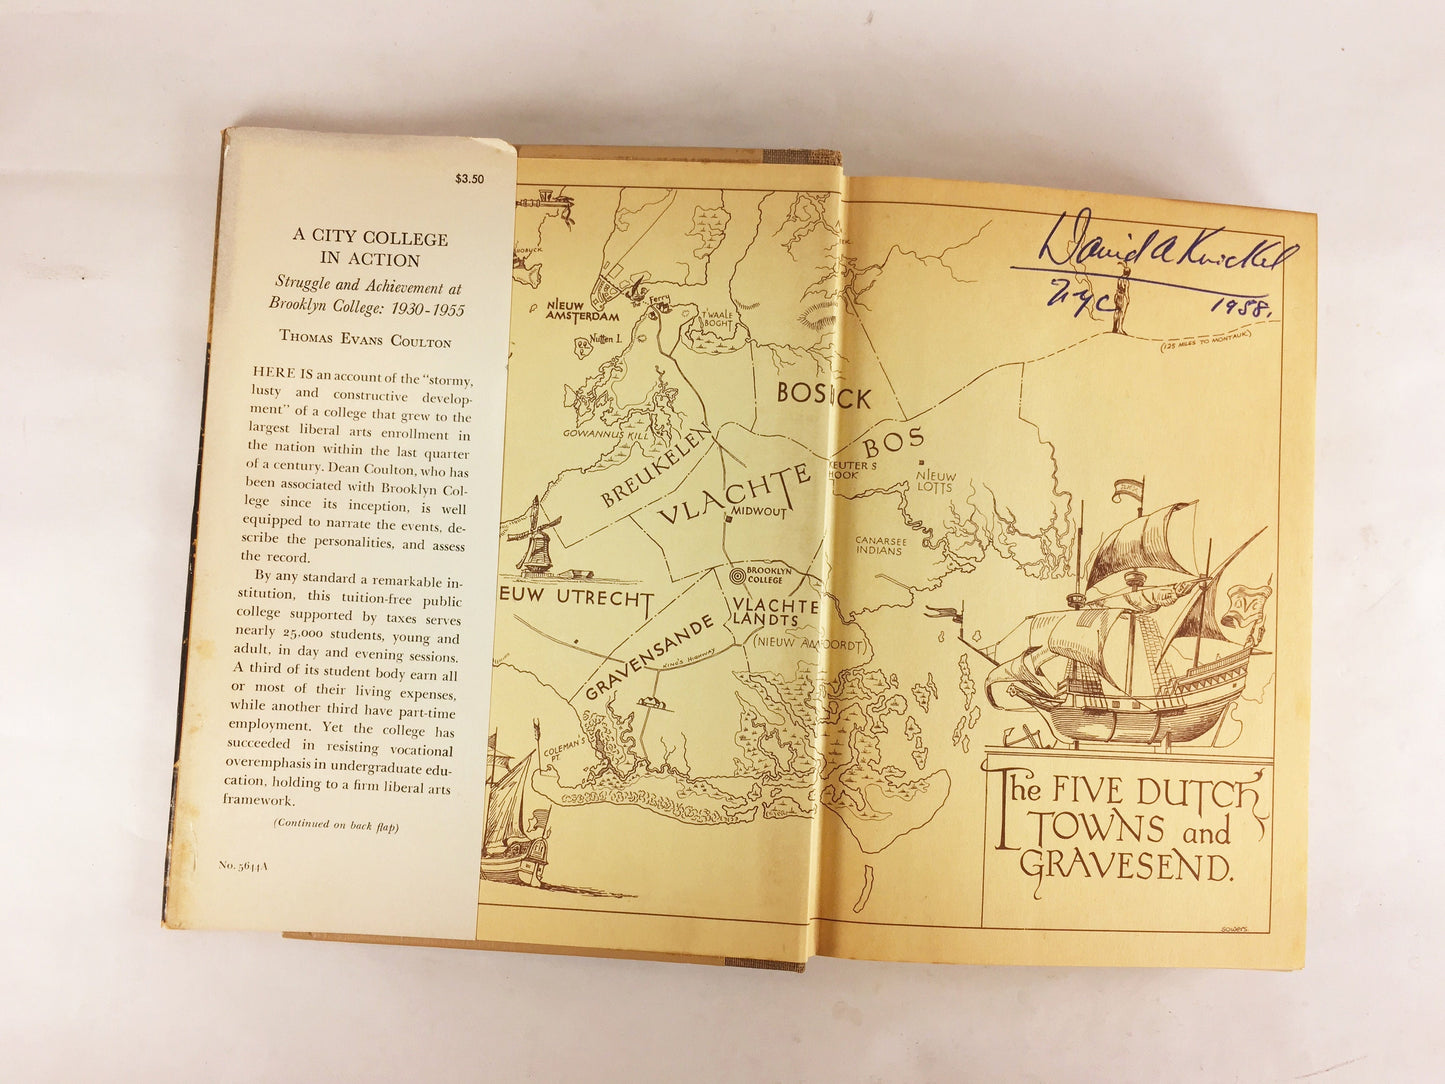 $3.50
A CITY COLLEGE
IN ACTION
Struggle and Achievement at
Brooklyn College: 1930-1955
THOMAS EVANS COULTON
HERE IS an account of the "stormy,
lusty and constructive develop-
ment" of a college that grew to the
largest liberal arts enrollment in
the nation within the last quarter
of a century. Dean Coulton, who has
been associated with Brooklyn Col-
lege since its inception, is well
equipped to narrate the events, de-
scribe the personalities, and assess
the record.
By any standard a remarkable in-
stitution, this tuition-free public
college supported by taxes serves
nearly 25,000 students, young and
adult, in day and evening sessions.
A third of its student body earn all
or most of their living expenses,
while another third have part-time
employment. Yet the college has
succeeded in resisting vocational
overemphasis in undergraduate edu-
cation, holding to a firm liberal arts
framework.
(Continued on back flap)
No. 5644A
NIEUW
AMSTERDAM
Ferry
Nutten I.
T'WAALE
BOGHT
GOWANNUS KILL
BREUKELEN
BOSUCK
VLACHTE BOS
KEUTERS
HOOK
NIEUW
LOTTS
MIDWOUT
CANARSEE
INDIANS
BROOKLYN
COLLEGE
EUW UTRECHT
VLACHTE
LANDTS
(NIEUW AMOORDT)
GRAVENSANDE
KING'S HIGHWAY
COLEMAN'S
PT.
David A Knickel
NYC 1958.
(125 MILES TO MONTAUK)
The FIVE DUTCH
TOWNS and
GRAVESEND.
GOWERS.